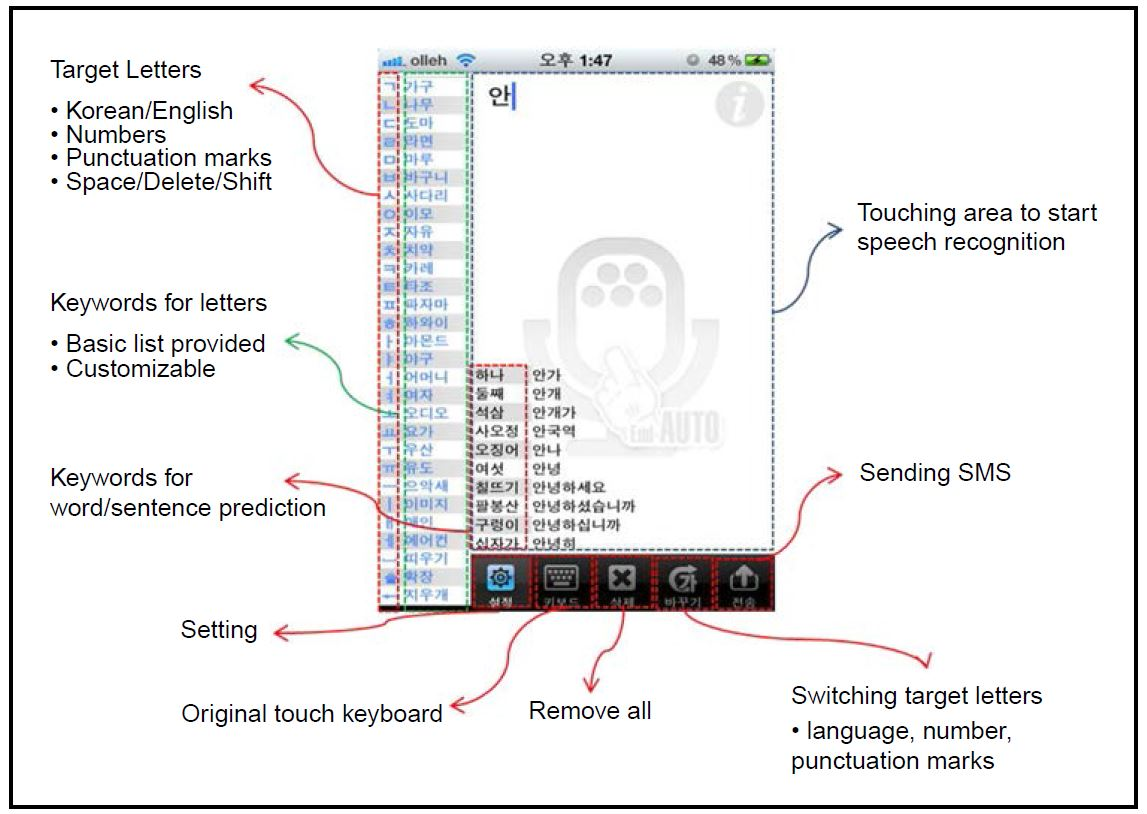 Target Letters
• Korean/English
• Numbers
• Punctuation marks
• Space/Delete/Shift
Keywords for letters
• Basic list provided
• Customizable
Keywords for
word/sentence prediction
olleh 오후 1:47 48%
ㄱ 가구
ㄴ 나무
ㄷ 도마
ㄹ 라면
ㅁ 마루
ㅂ 바구니
ㅅ 사다리
ㅇ 이모
ㅈ 자유
ㅊ 치약
ㅋ 카레
ㅌ 타조
ㅍ 파자마
ㅎ 하와이
ㅏ 아몬드
ㅑ 야구
ㅓ 어머니
ㅕ 여자
ㅗ 오디오
ㅛ 요가
ㅜ 우산
ㅠ 유도
ㅡ 으악새
ㅣ 이미지
ㅐ
ㅔ 에어컨
띠우기
확장
← 지우개
안
i
하나 안가
둘째 안개
석삼 안개가
사오정 안국역
오징어 안나
여섯 안녕
칠뜨기 안녕하세요
팔봉산 안녕하셨습니까
구렁이 안녕하십니까
십자가 안녕히
AUTO
설정 키보드 삭제 바꾸기 전송
Touching area to start
speech recognition
Sending SMS
Setting
Original touch keyboard
Remove all
Switching target letters
• language, number,
punctuation marks